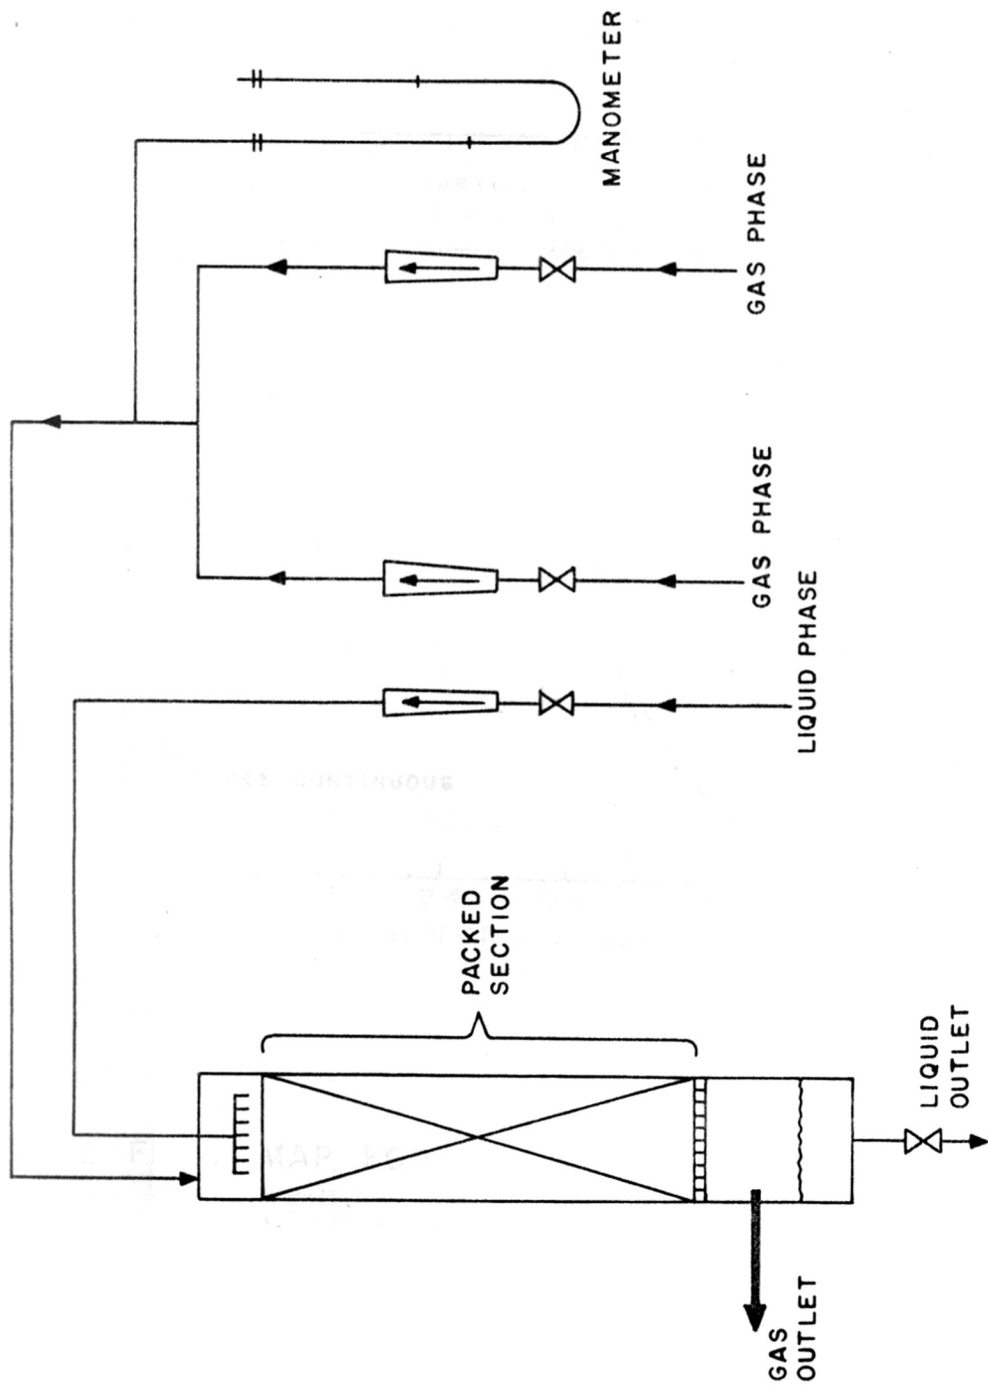 MANOMETER
GAS PHASE
GAS PHASE
LIQUID PHASE
PACKED
SECTION
LIQUID
OUTLET
GAS
OUTLET